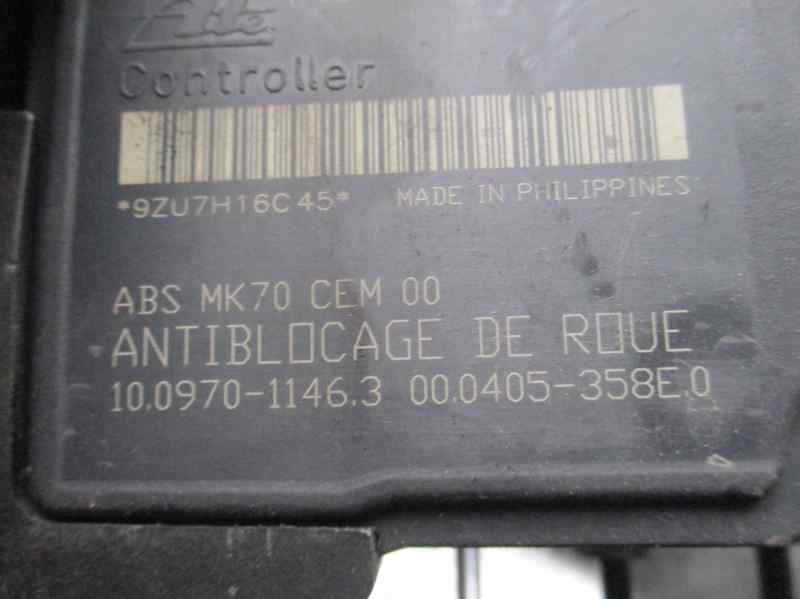 Ate
Controller
*9ZU7H16C45* MADE IN PHILIPPINES
ABS MK70 CEM 00
ANTIBLOCAGE DE ROUE
10.0970-1146.3 00.0405-358E.0